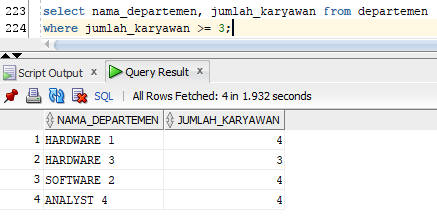 223 select nama_departemen, jumlah_karyawan from departemen
224 where jumlah_karyawan >= 3;
Script Output x Query Result x
SQL | All Rows Fetched: 4 in 1.932 seconds
NAMA_DEPARTEMEN JUMLAH_KARYAWAN
1 HARDWARE 1 4
2 HARDWARE 3 3
3 SOFTWARE 2 4
4 ANALYST 4 4